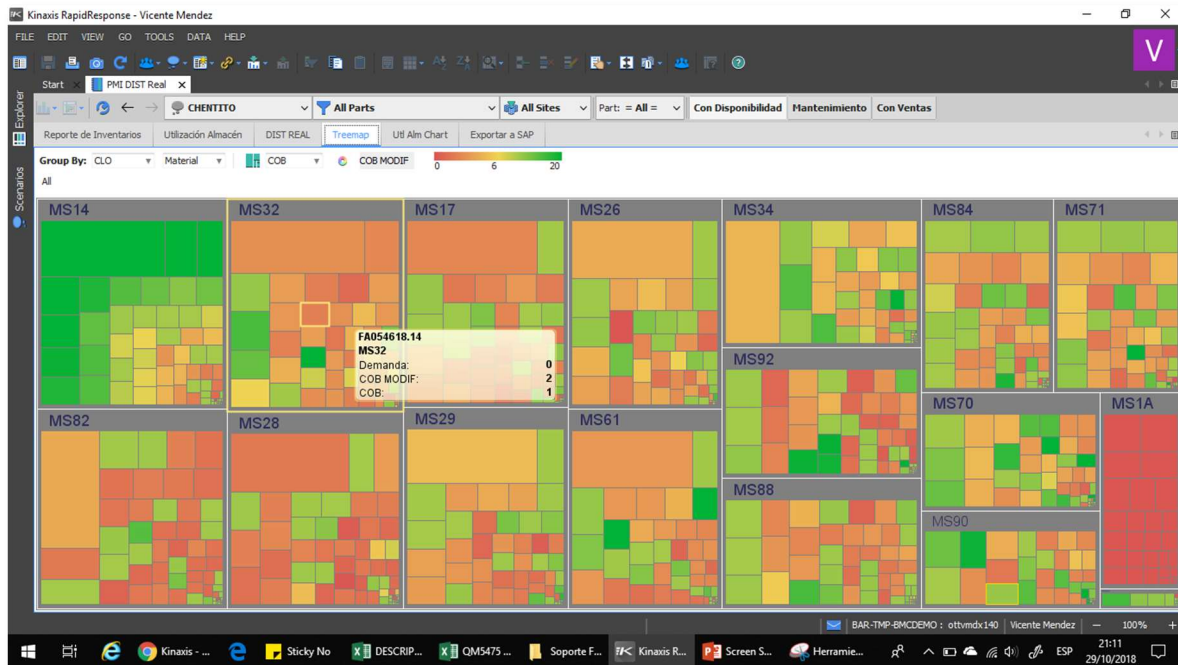 Kinaxis RapidResponse - Vicente Mendez
FILE EDIT VIEW GO TOOLS DATA HELP
V
Start PMI DIST Real
CHENTITO All Parts All Sites Part: = All = Con Disponibilidad Mantenimiento Con Ventas
Reporte de Inventarios Utilización Almacén DIST REAL Treemap Utl Alm Chart Exportar a SAP
Group By: CLO Material COB COB MODIF 0 6 20
All
Explorer
Scenarios
MS14 MS32 MS17 MS26 MS34 MS84 MS71
FA054618.14
MS32
Demanda: 0
COB MODIF: 2
COB: 1
MS92
MS70 MS1A
MS82 MS28 MS29 MS61
MS88
MS90
BAR-TMP-BMCDEMO : ottvmdx140 Vicente Mendez 100%
Kinaxis - ... Sticky No DESCRIP... QM5475 ... Soporte F... Kinaxis R... Screen S... Herramie... ESP 21:11
29/10/2018